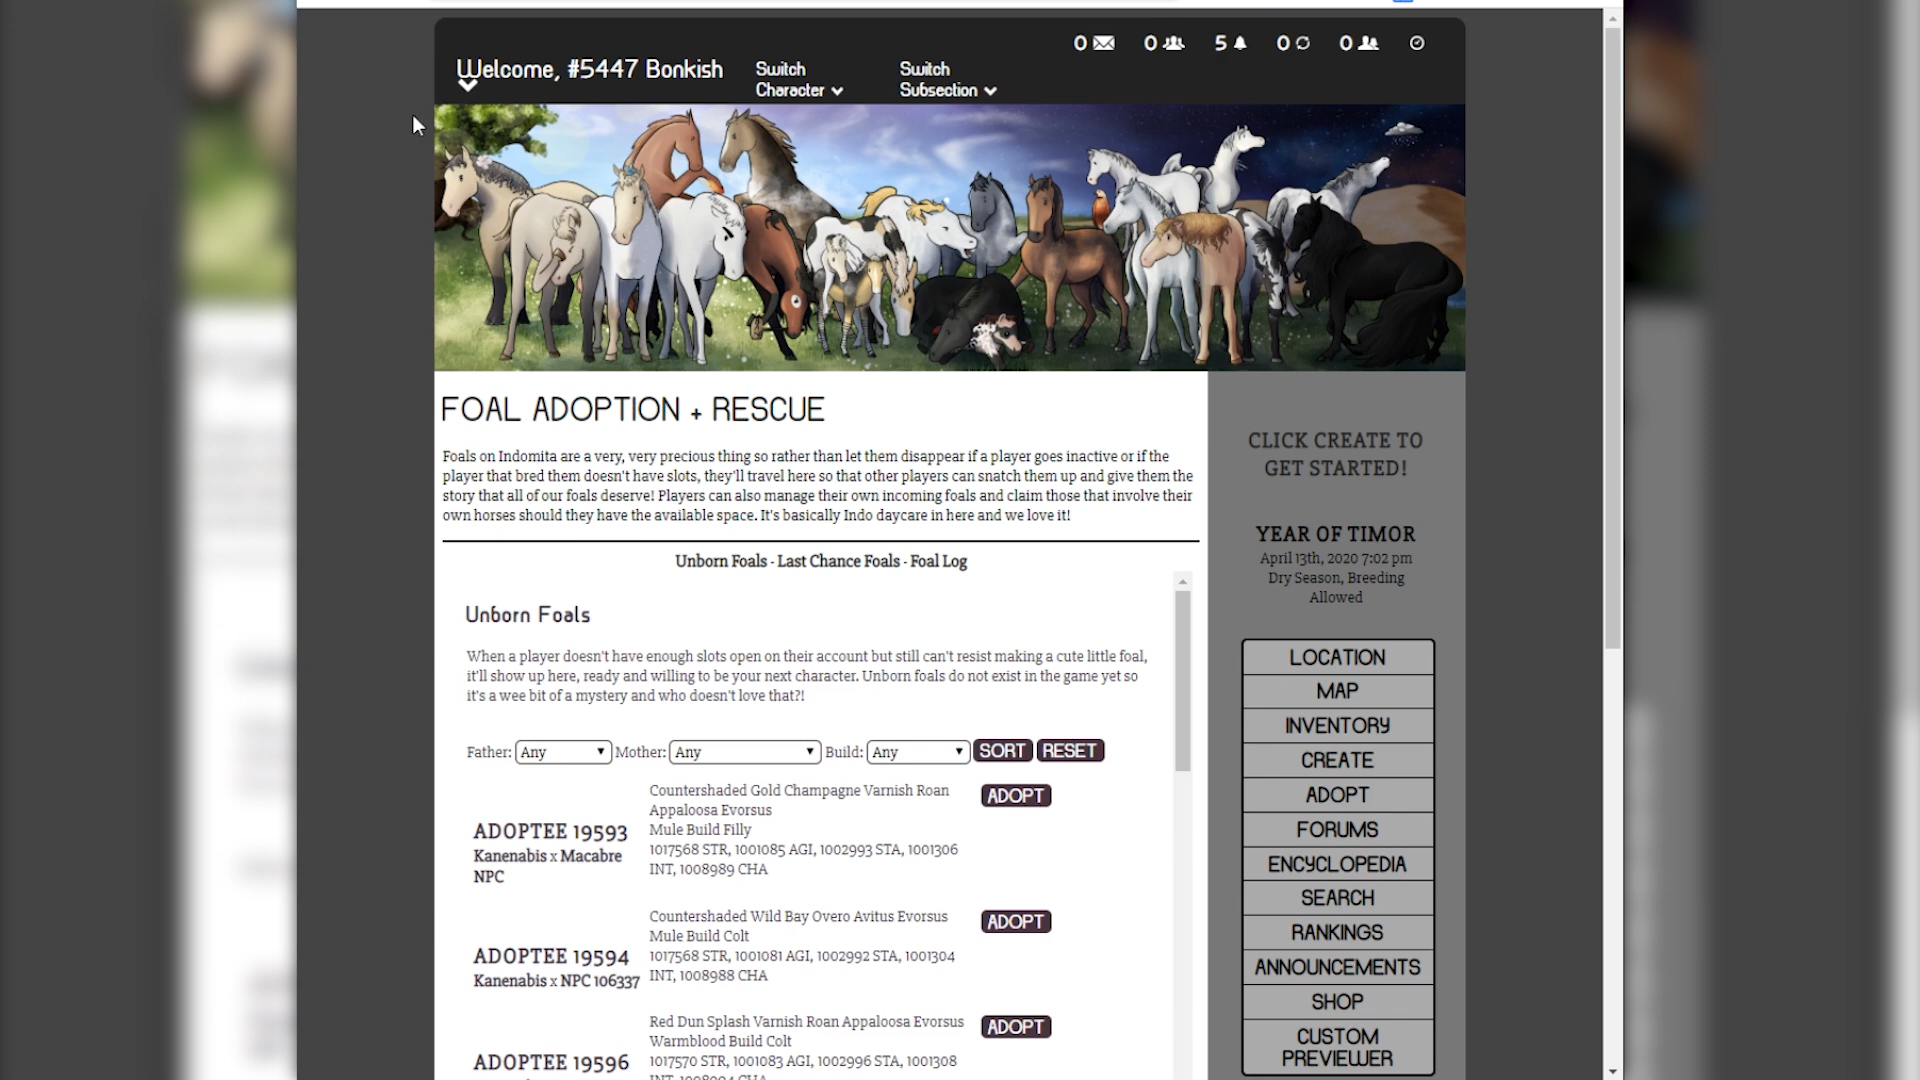 0 0 5 0 0
Welcome, #5447 Bonkish
Switch
Character
Switch
Subsection
FOAL ADOPTION + RESCUE
Foals on Indomita are a very, very precious thing so rather than let them disappear if a player goes inactive or if the
player that bred them doesn't have slots, they'll travel here so that other players can snatch them up and give them the
story that all of our foals deserve! Players can also manage their own incoming foals and claim those that involve their
own horses should they have the available space. It's basically Indo daycare in here and we love it!
Unborn Foals - Last Chance Foals - Foal Log
Unborn Foals
When a player doesn't have enough slots open on their account but still can't resist making a cute little foal,
it'll show up here, ready and willing to be your next character. Unborn foals do not exist in the game yet so
it's a wee bit of a mystery and who doesn't love that?!
Father: Any Mother: Any Build: Any SORT RESET
ADOPTEE 19593
Kanenabis x Macabre
NPC
Countershaded Gold Champagne Varnish Roan
Appaloosa Evorsus
Mule Build Filly
1017568 STR, 1001085 AGI, 1002993 STA, 1001306
INT, 1008989 CHA
ADOPT
ADOPTEE 19594
Kanenabis x NPC 106337
Countershaded Wild Bay Overo Avitus Evorsus
Mule Build Colt
1017568 STR, 1001081 AGI, 1002992 STA, 1001304
INT, 1008988 CHA
ADOPT
ADOPTEE 19596
Red Dun Splash Varnish Roan Appaloosa Evorsus
Warmblood Build Colt
1017570 STR, 1001083 AGI, 1002996 STA, 1001308
ADOPT
CLICK CREATE TO
GET STARTED!
YEAR OF TIMOR
April 13th, 2020 7:02 pm
Dry Season, Breeding
Allowed
LOCATION
MAP
INVENTORY
CREATE
ADOPT
FORUMS
ENCYCLOPEDIA
SEARCH
RANKINGS
ANNOUNCEMENTS
SHOP
CUSTOM
PREVIEWER